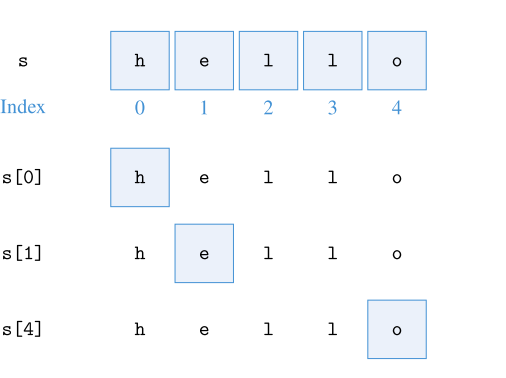 s h e l l o
Index 0 1 2 3 4
s[0] h e l l o
s[1] h e l l o
s[4] h e l l o